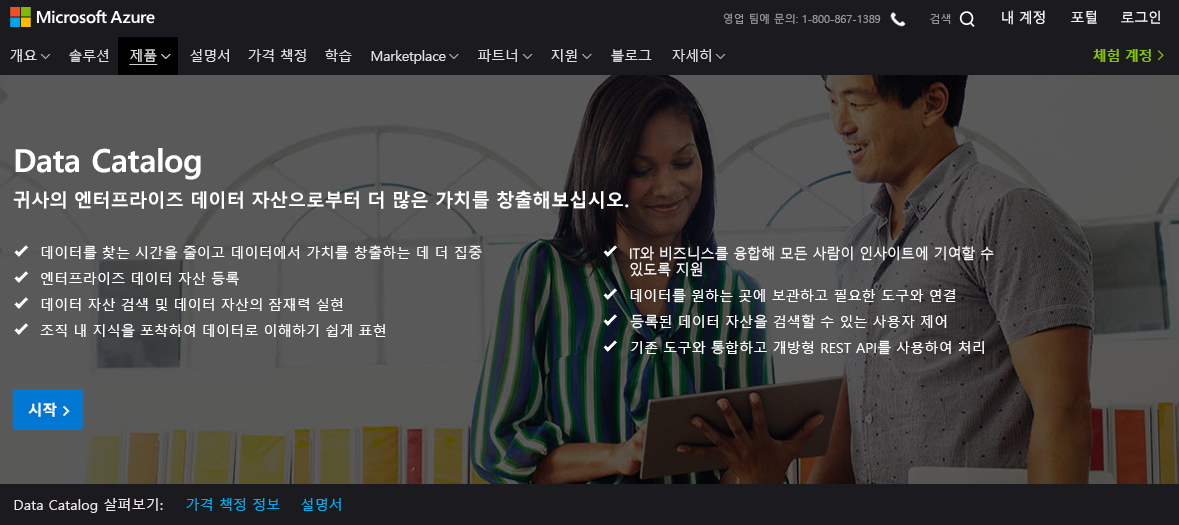 Microsoft Azure
영업 팀에 문의: 1-800-867-1389 검색 내 계정 포털 로그인
개요 솔루션 제품 설명서 가격 책정 학습 Marketplace 파트너 지원 블로그 자세히 체험 계정
Data Catalog
귀사의 엔터프라이즈 데이터 자산으로부터 더 많은 가치를 창출해보십시오.
데이터를 찾는 시간을 줄이고 데이터에서 가치를 창출하는 데 더 집중
엔터프라이즈 데이터 자산 등록
데이터 자산 검색 및 데이터 자산의 잠재력 실현
조직 내 지식을 포착하여 데이터로 이해하기 쉽게 표현
IT와 비즈니스를 융합해 모든 사람이 인사이트에 기여할 수
있도록 지원
데이터를 원하는 곳에 보관하고 필요한 도구와 연결
등록된 데이터 자산을 검색할 수 있는 사용자 제어
기존 도구와 통합하고 개방형 REST API를 사용하여 처리
시작
Data Catalog 살펴보기: 가격 책정 정보 설명서